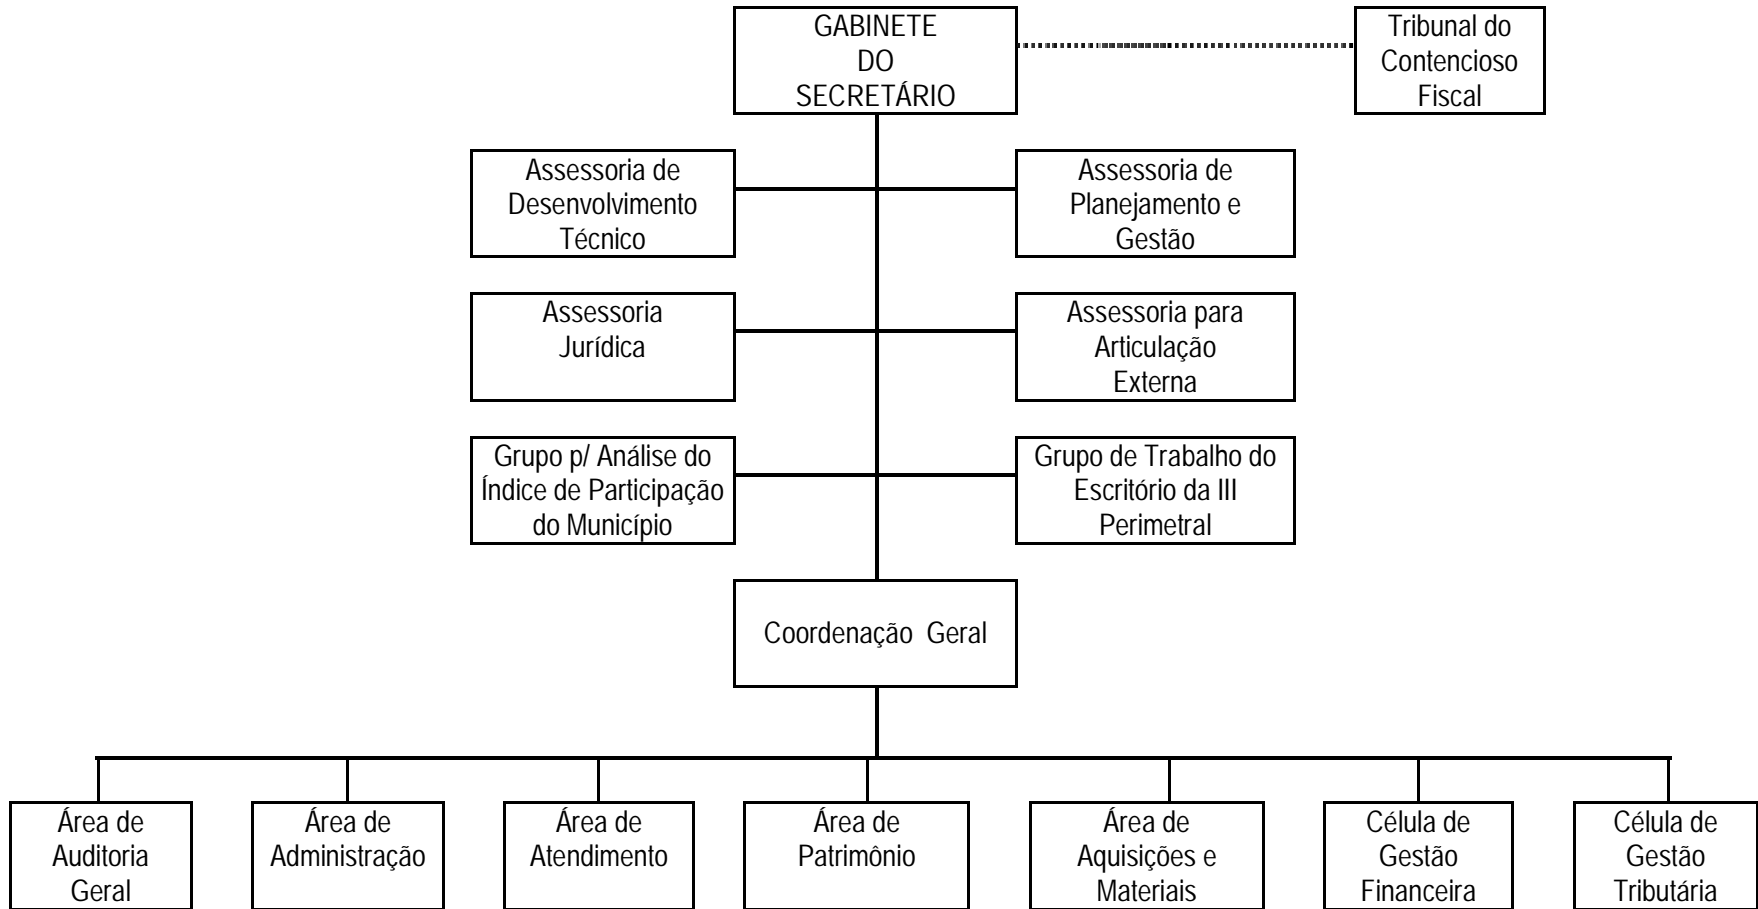 GABINETE
DO
SECRETÁRIO
Tribunal do
Contencioso
Fiscal
Assessoria de
Desenvolvimento
Técnico
Assessoria de
Planejamento e
Gestão
Assessoria
Jurídica
Assessoria para
Articulação
Externa
Grupo p/ Análise do
Índice de Participação
do Município
Grupo de Trabalho do
Escritório da III
Perimetral
Coordenação Geral
Área de
Auditoria
Geral
Área de
Administração
Área de
Atendimento
Área de
Patrimônio
Área de
Aquisições e
Materiais
Célula de
Gestão
Financeira
Célula de
Gestão
Tributária